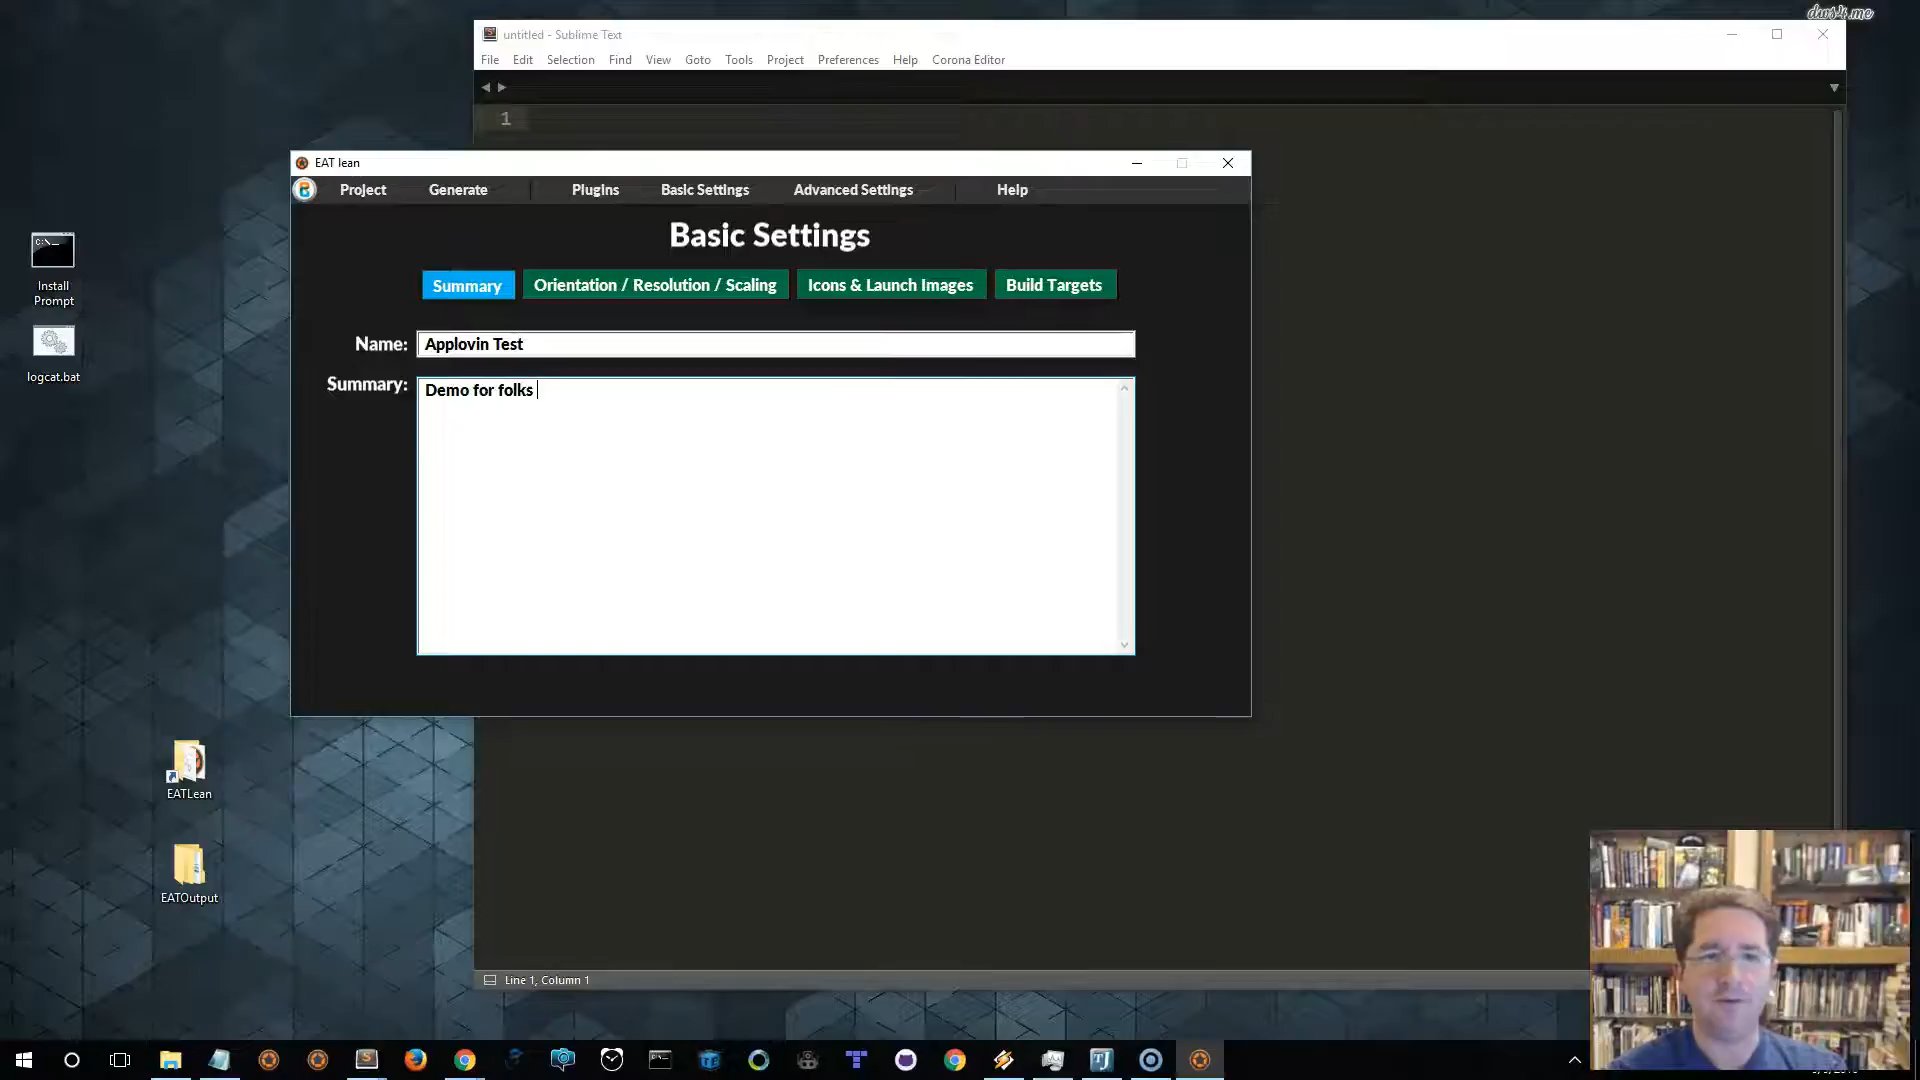 dws4.me
untitled - Sublime Text
File Edit Selection Find View Goto Tools Project Preferences Help Corona Editor
1
EAT lean
Project Generate Plugins Basic Settings Advanced Settings Help
Basic Settings
Summary Orientation / Resolution / Scaling Icons & Launch Images Build Targets
Name: Applovin Test
Summary: Demo for folks
Install
Prompt
logcat.bat
EATLean
EATOutput
Line 1, Column 1